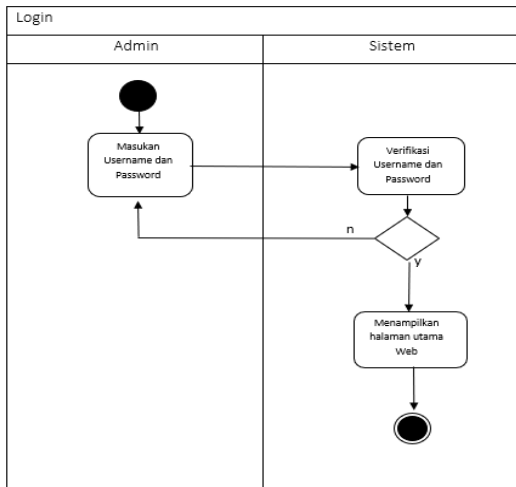 Login
Admin
Sistem
Masukan
Username dan
Password
Verifikasi
Username dan
Password
n
y
Menampilkan
halaman utama
Web